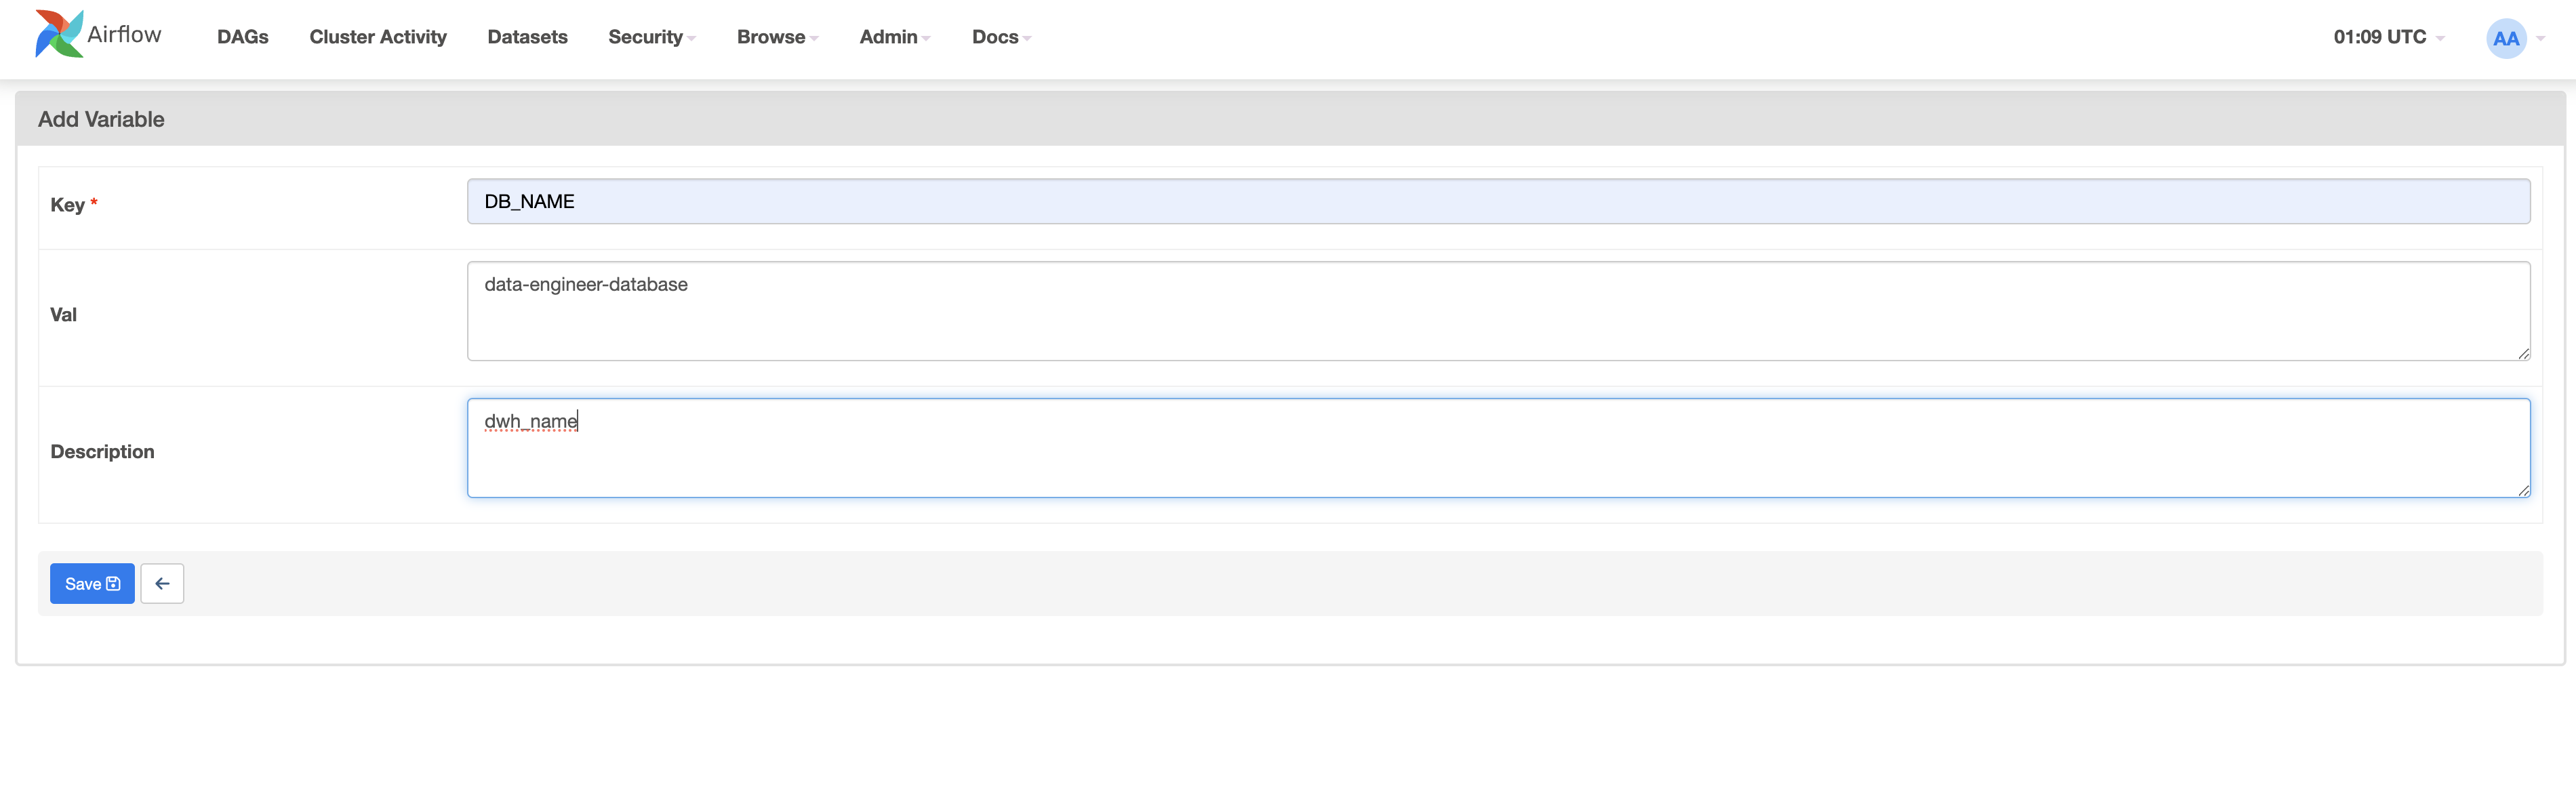 Airflow DAGs Cluster Activity Datasets Security Browse Admin Docs 01:09 UTC AA
Add Variable
Key * DB_NAME
Val data-engineer-database
Description dwh_name
Save